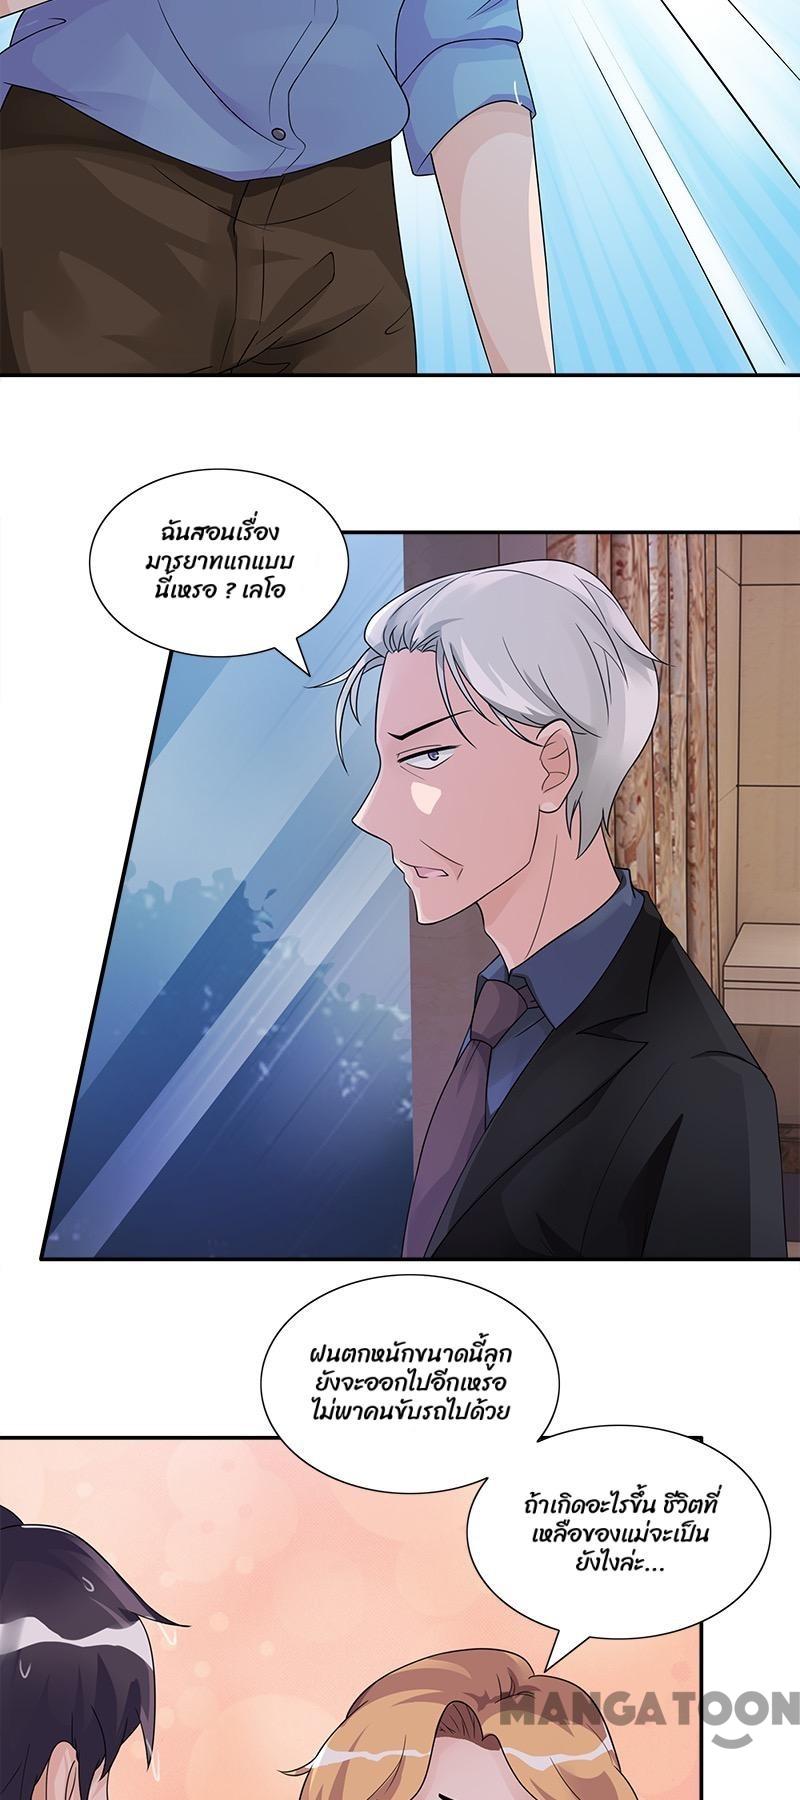 ฉันสอนเรื่อง
มารยาทแกแบบ
นี้เหรอ ? เลโอ
ฝนตกหนักขนาดนี้ลูก
ยังจะออกไปอีกเหรอ
ไม่พาคนขับรถไปด้วย
ถ้าเกิดอะไรขึ้น ชีวิตที่
เหลือของแม่จะเป็น
ยังไงล่ะ...
MANGATOON